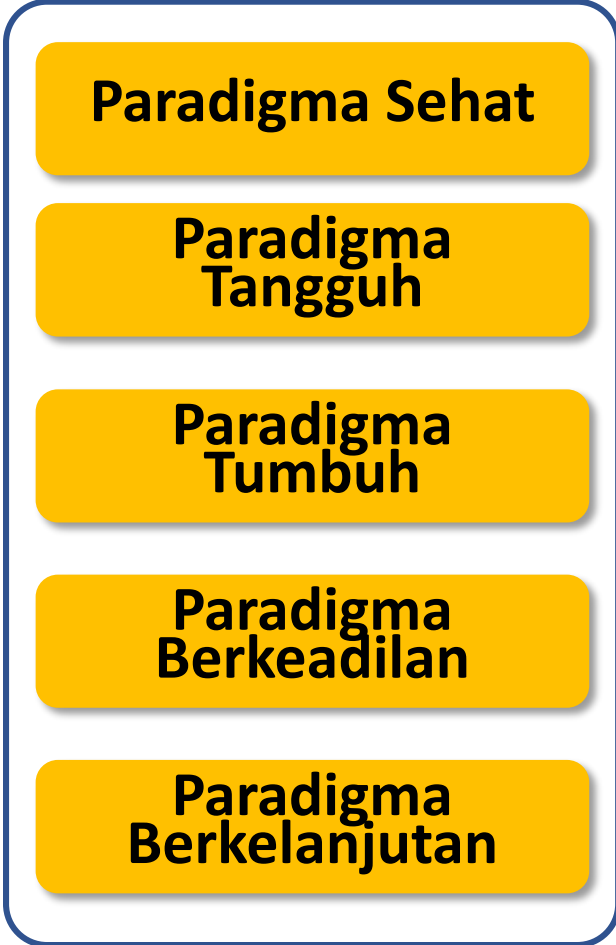 Paradigma Sehat
Paradigma
Tangguh
Paradigma
Tumbuh
Paradigma
Berkeadilan
Paradigma
Berkelanjutan